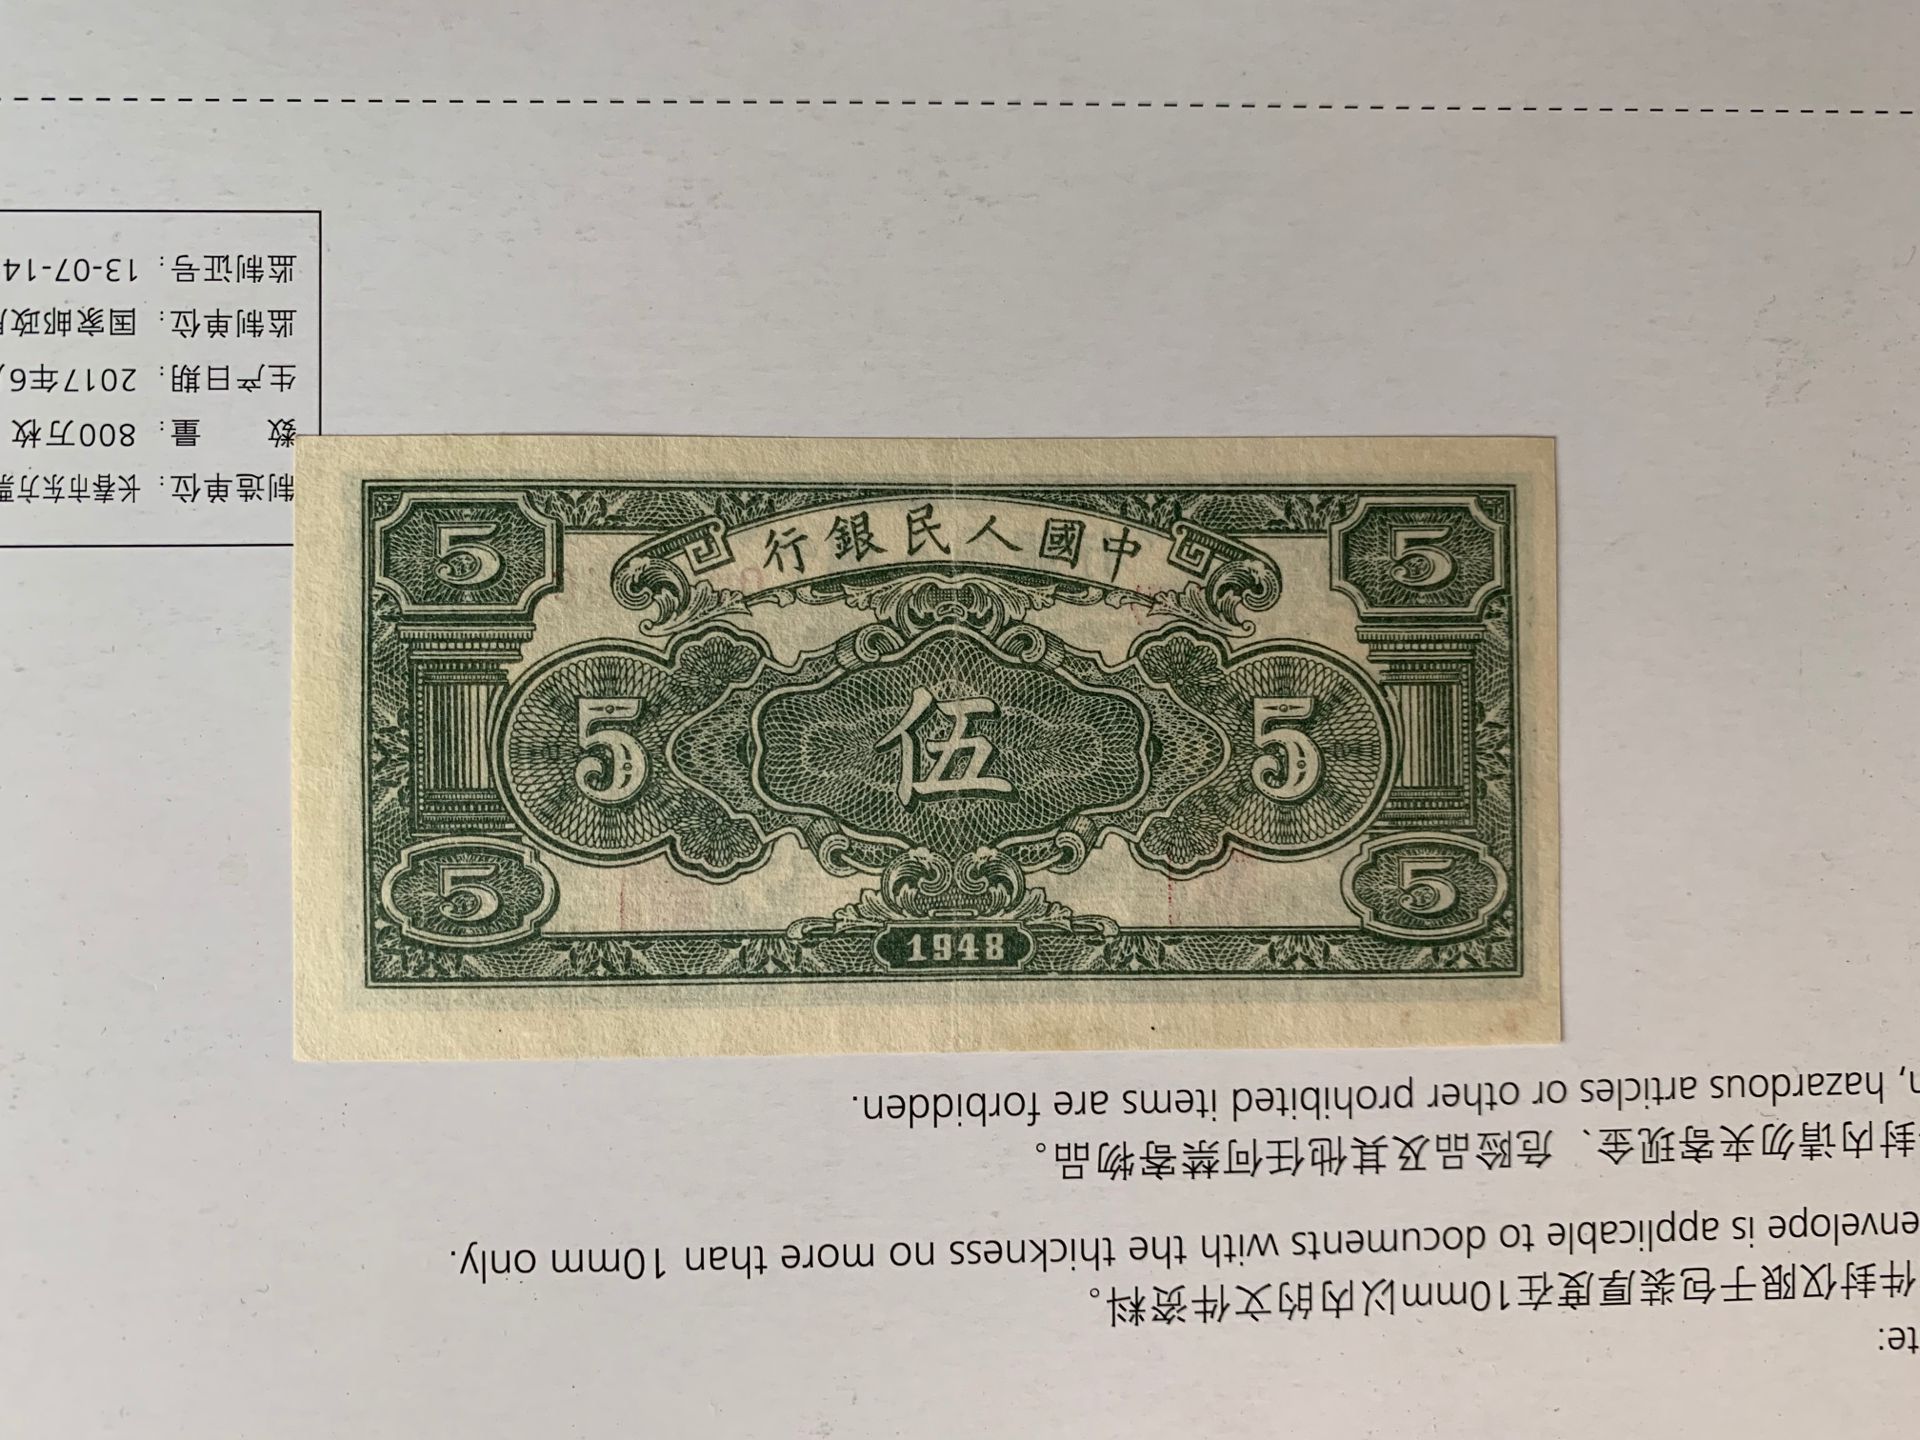 中國人民銀行
5 5
5 伍 5
5 5
1948
te:
件封仅限于包装厚度在10mm以内的文件资料。
envelope is applicable to documents with the thickness no more than 10mm only.
封内请勿夹寄现金、危险品及其他任何禁寄物品。
, hazardous articles or other prohibited items are forbidden.
制造单位：长春市东方票
数 量：800万枚
生产日期：2017年6
监制单位：国家邮政
监制证号：13-07-14